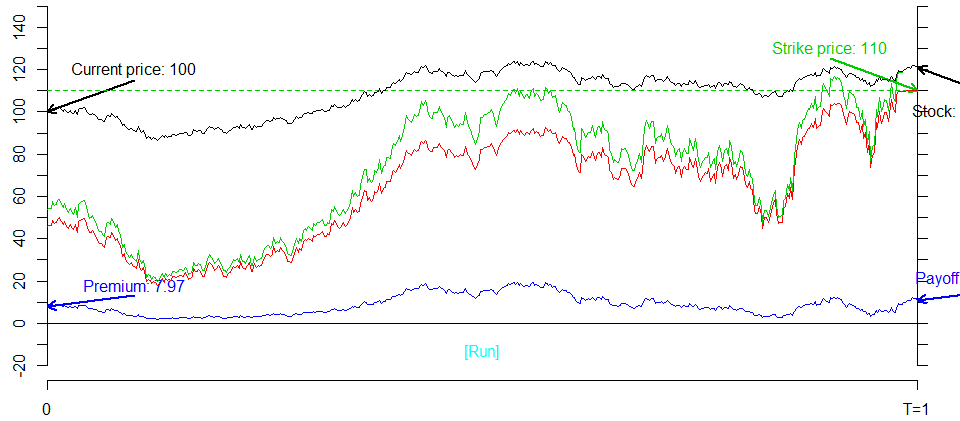 140
120
100
80
60
40
20
0
-20
Current price: 100
Strike price: 110
Stock:
Premium: 7.97
Payoff
[Run]
0
T=1